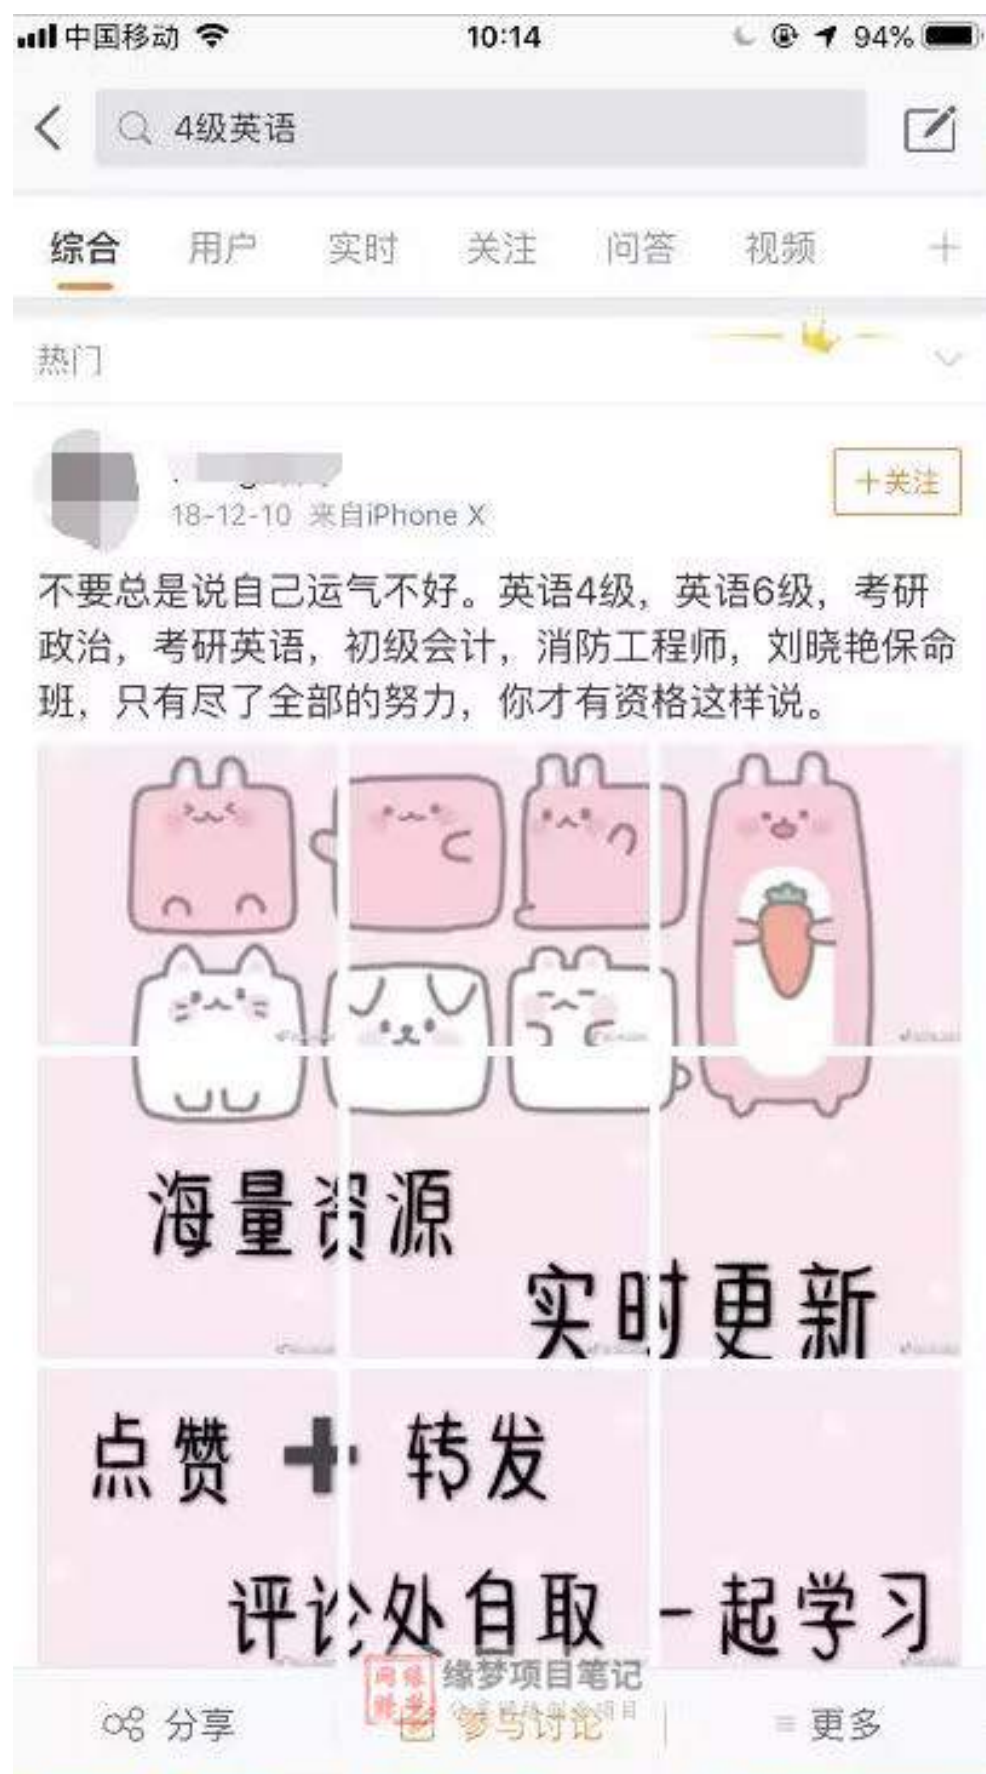 中国移动 10:14 94%
4级英语
综合 用户 实时 关注 问答 视频
热门
+关注
18-12-10 来自iPhone X
不要总是说自己运气不好。英语4级，英语6级，考研
政治，考研英语，初级会计，消防工程师，刘晓艳保命
班，只有尽了全部的努力，你才有资格这样说。
海量资源
实时更新
点赞+转发
评论处自取 一起学习
缘梦项目笔记
分享 参与讨论 更多